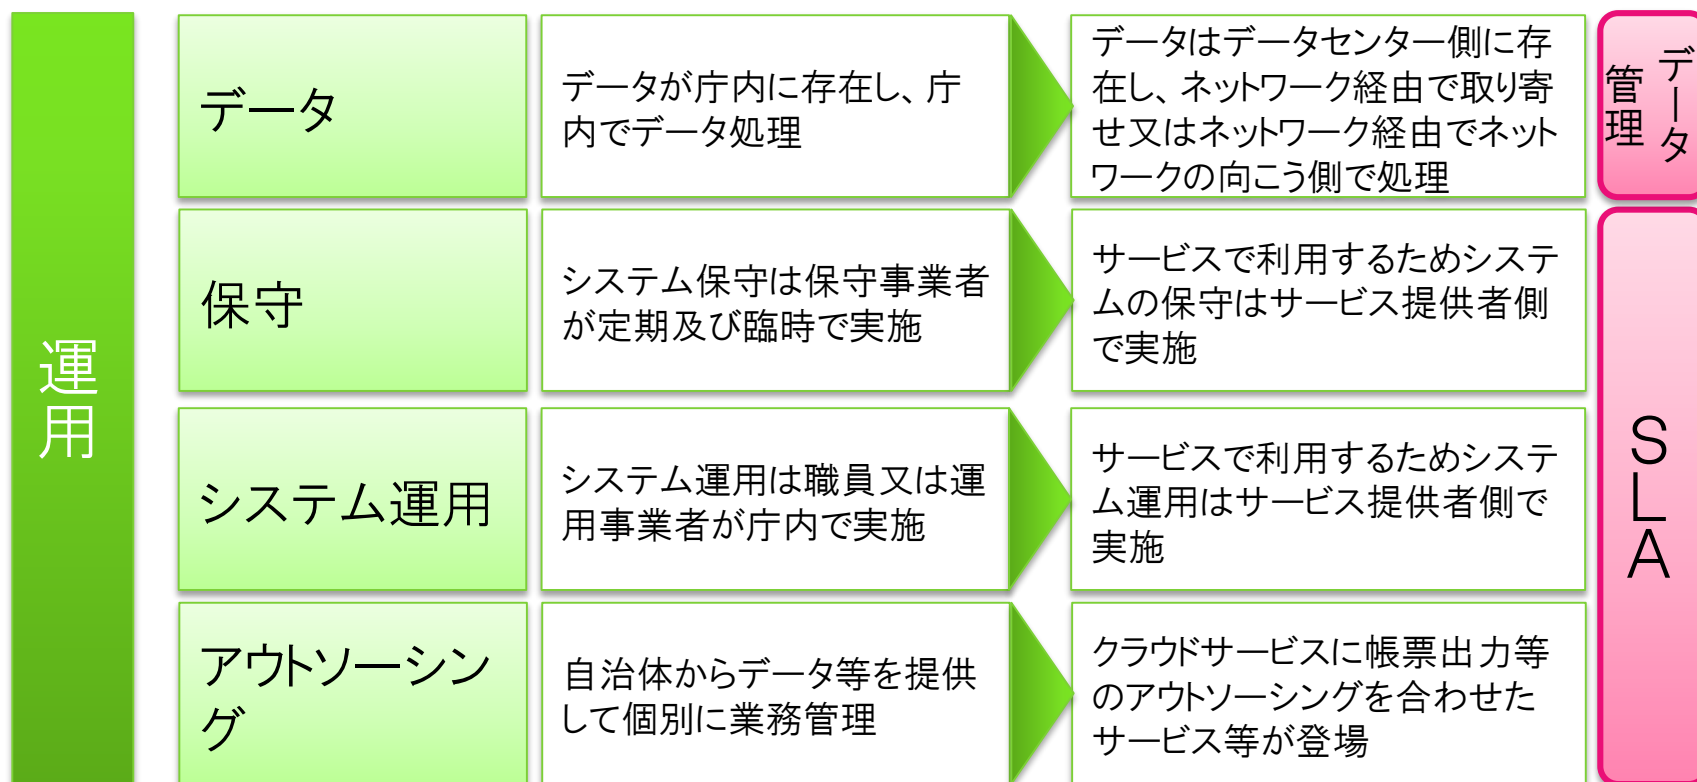 運用
データ
データが庁内に存在し、庁
内でデータ処理
データはデータセンター側に存
在し、ネットワーク経由で取り寄
せ又はネットワーク経由でネット
ワークの向こう側で処理
データ
管理
保守
システム保守は保守事業者
が定期及び臨時で実施
サービスで利用するためシステ
ムの保守はサービス提供者側
で実施
システム運用
システム運用は職員又は運
用事業者が庁内で実施
サービスで利用するためシステ
ム運用はサービス提供者側で
実施
SLA
アウトソーシン
グ
自治体からデータ等を提供
して個別に業務管理
クラウドサービスに帳票出力等
のアウトソーシングを合わせた
サービス等が登場